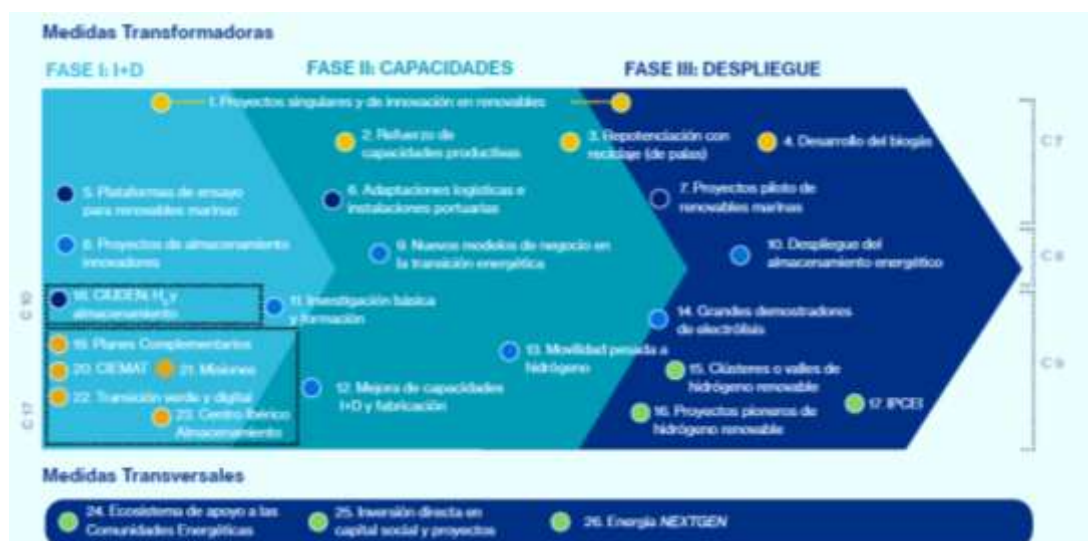 Medidas Transformadoras
FASE I: I+D
FASE II: CAPACIDADES
FASE III: DESPLIEGUE
1. Proyectos singulares y de innovación en renovables
2. Refuerzo de
capacidades productivas
3. Repotenciación con
reciclaje (de palas)
4. Desarrollo del biogás
C 7
5. Plataformas de ensayo
para renovables marinas
6. Adaptaciones logísticas e
instalaciones portuarias
7. Proyectos piloto de
renovables marinas
8. Proyectos de almacenamiento
innovadores
9. Nuevos modelos de negocio en
la transición energética
10. Despliegue del
almacenamiento energético
C 8
C 10
18. CIUDEN: H2 y
almacenamiento
11. Investigación básica
y formación
14. Grandes demostradores
de electrólisis
C 17
19. Planes Complementarios
20. CIEMAT
21. Misiones
22. Transición verde y digital
23. Centro Ibérico
Almacenamiento
12. Mejora de capacidades
I+D y fabricación
13. Movilidad pesada a
hidrógeno
15. Clústeres o valles de
hidrógeno renovable
16. Proyectos pioneros de
hidrógeno renovable
17. IPCEI
C 9
Medidas Transversales
24. Ecosistema de apoyo a las
Comunidades Energéticas
25. Inversión directa en
capital social y proyectos
26. Energía NEXTGEN